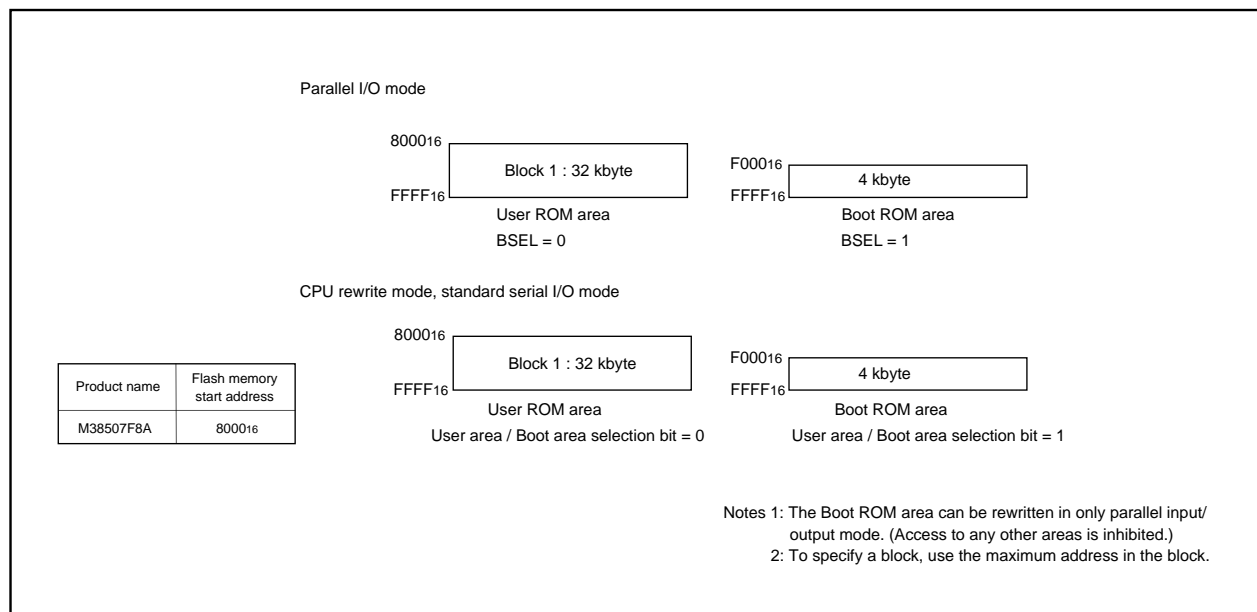 Parallel I/O mode
800016
Block 1 : 32 kbyte
FFFF16
User ROM area
BSEL = 0
F00016
4 kbyte
FFFF16
Boot ROM area
BSEL = 1
CPU rewrite mode, standard serial I/O mode
800016
Block 1 : 32 kbyte
FFFF16
User ROM area
User area / Boot area selection bit = 0
F00016
4 kbyte
FFFF16
Boot ROM area
User area / Boot area selection bit = 1
Product name
Flash memory
start address
M38507F8A
800016
Notes 1: The Boot ROM area can be rewritten in only parallel input/
output mode. (Access to any other areas is inhibited.)
2: To specify a block, use the maximum address in the block.